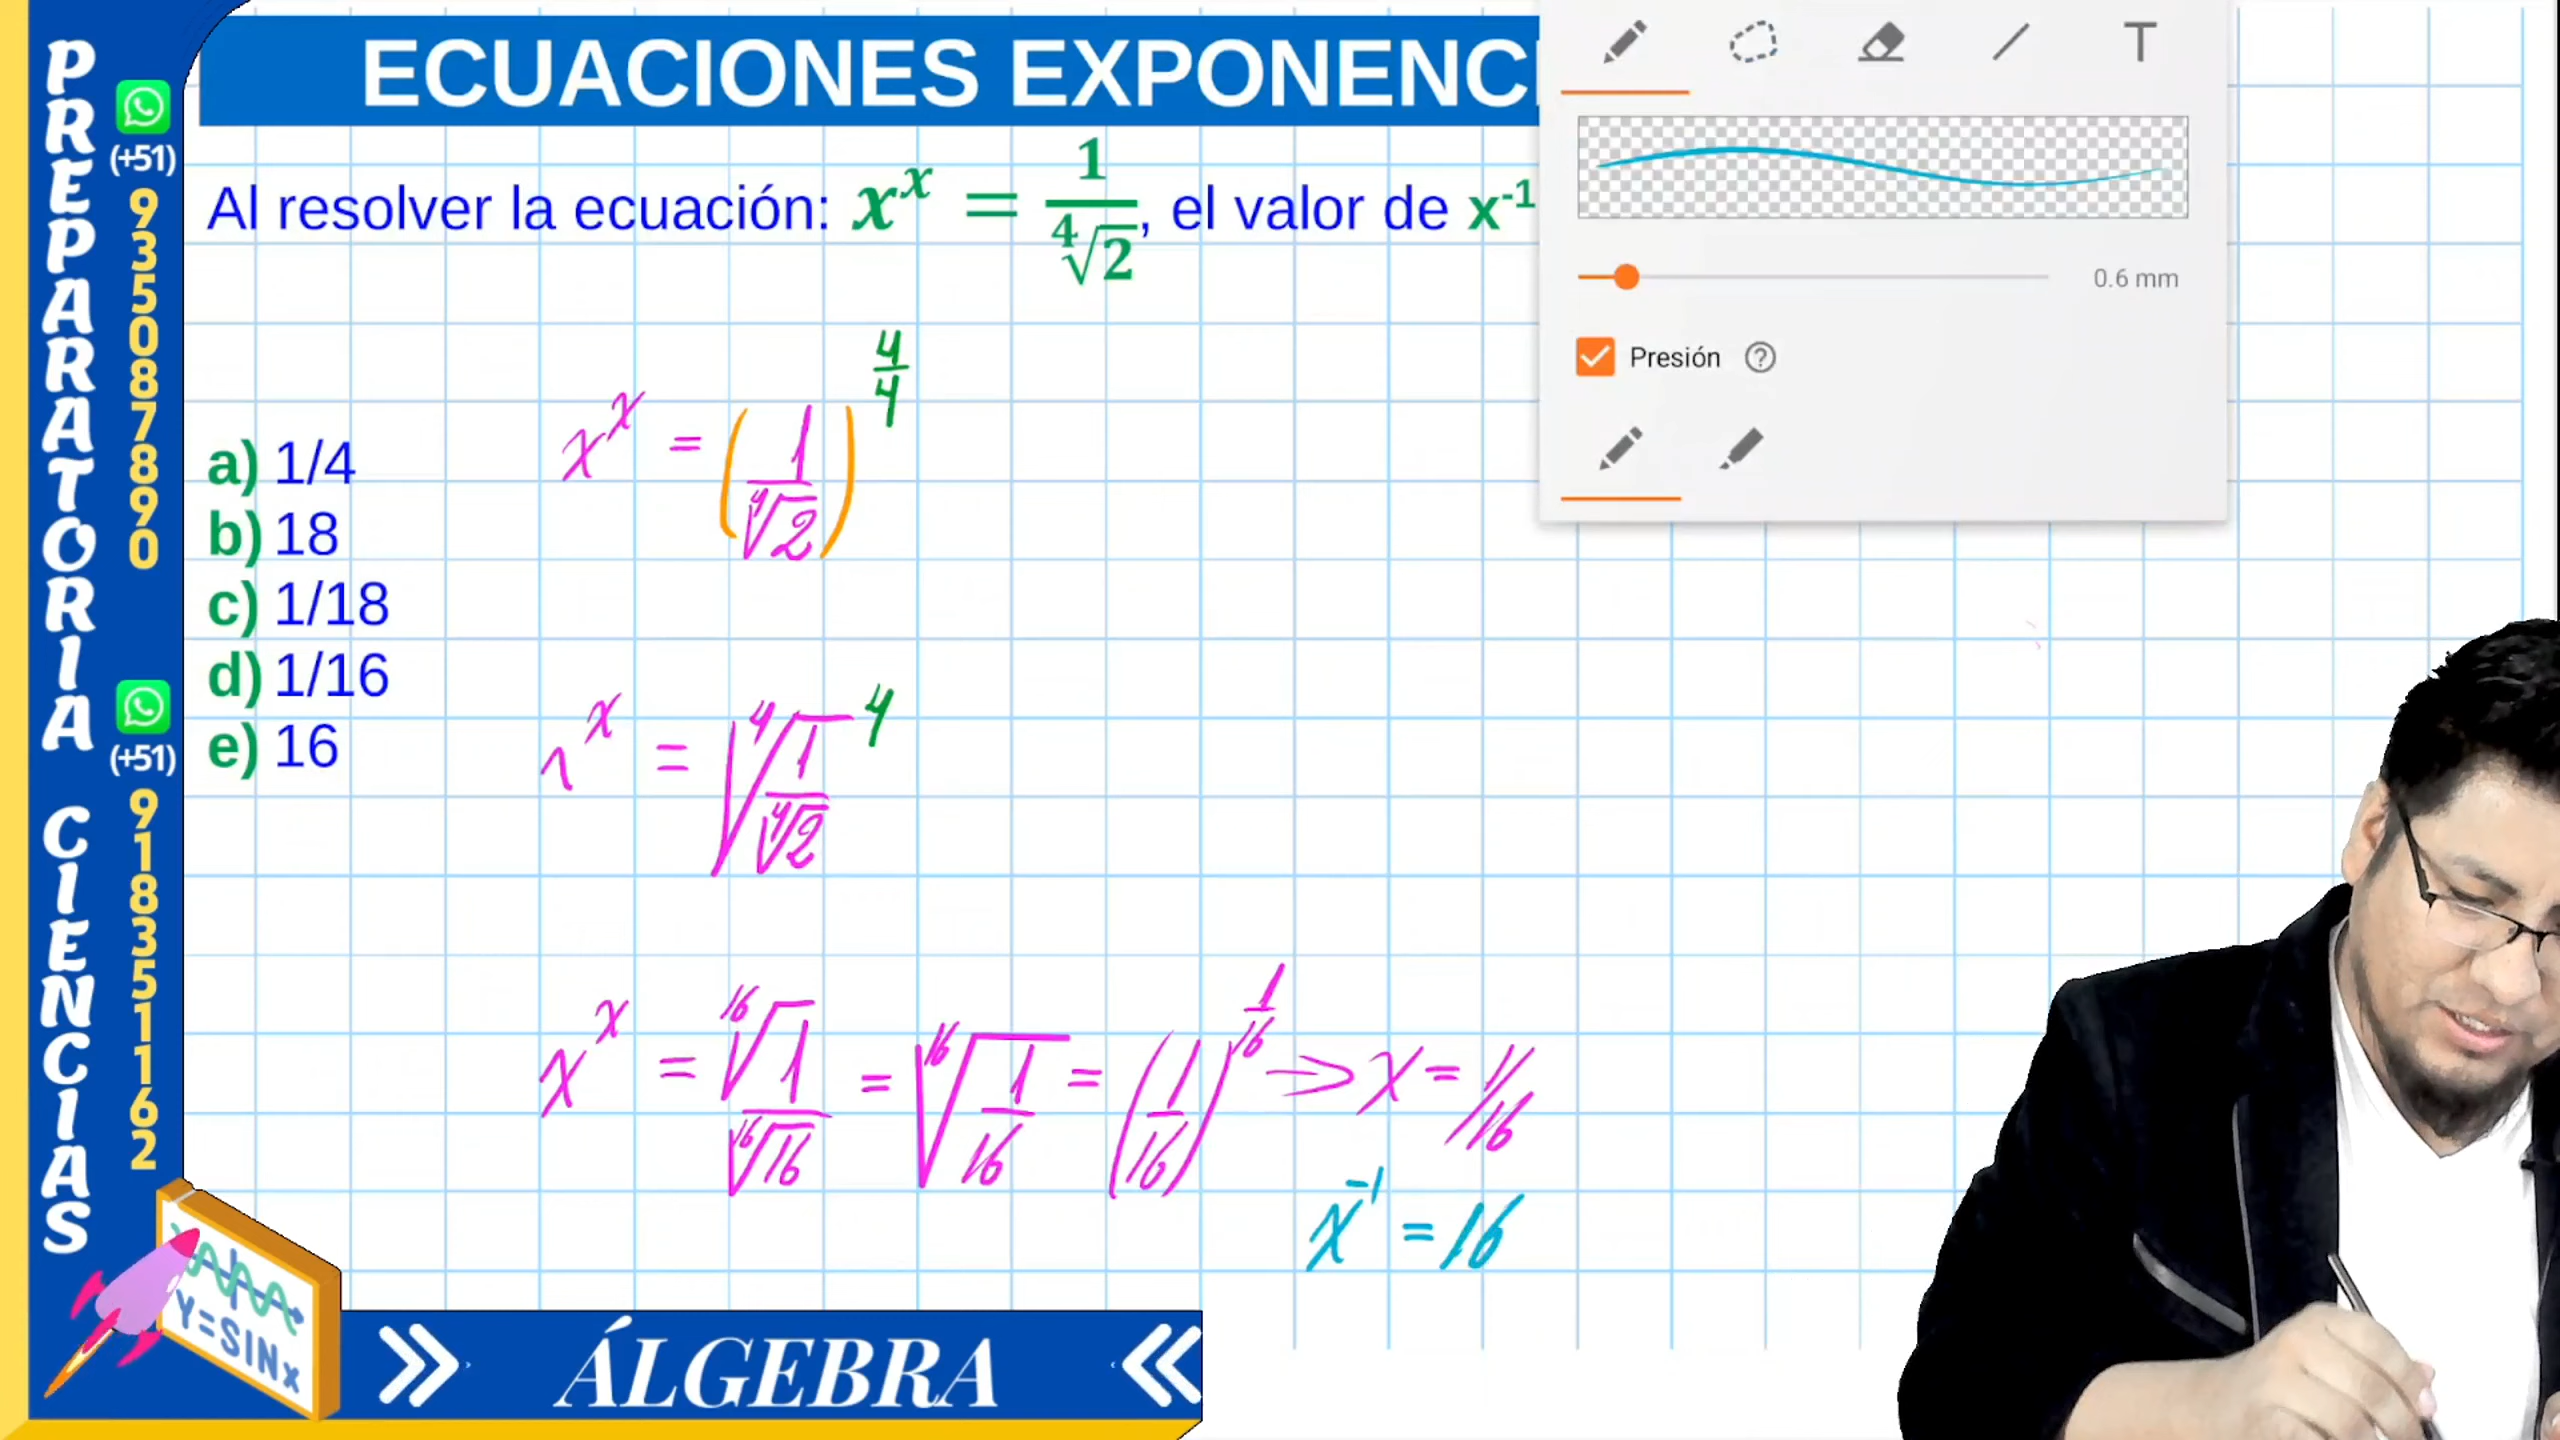 PREPARATORIA CIENCIAS
(+51)
935087890
(+51)
918351162
ECUACIONES EXPONENCI
Al resolver la ecuación: x^x = 1/⁴√2, el valor de x⁻¹
a) 1/4
b) 18
c) 1/18
d) 1/16
e) 16
x^x = (1/⁴√2)^(4/4)
x^x = ⁴√(1/⁴√2)^4
x^x = ¹⁶√1/¹⁶√16 = ¹⁶√(1/16) = (1/16)^(1/16) => x = 1/16
x⁻¹ = 16
T
0.6 mm
Presión ?
Y=SINx
» ÁLGEBRA «